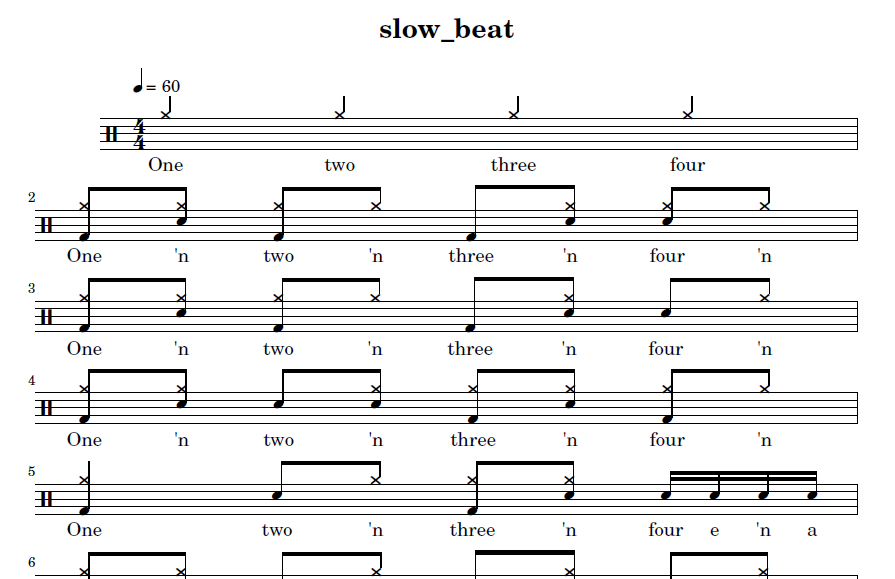 slow_beat
= 60
4
4
One two three four
2
One 'n two 'n three 'n four 'n
3
One 'n two 'n three 'n four 'n
4
One 'n two 'n three 'n four 'n
5
One two 'n three 'n four e 'n a
6